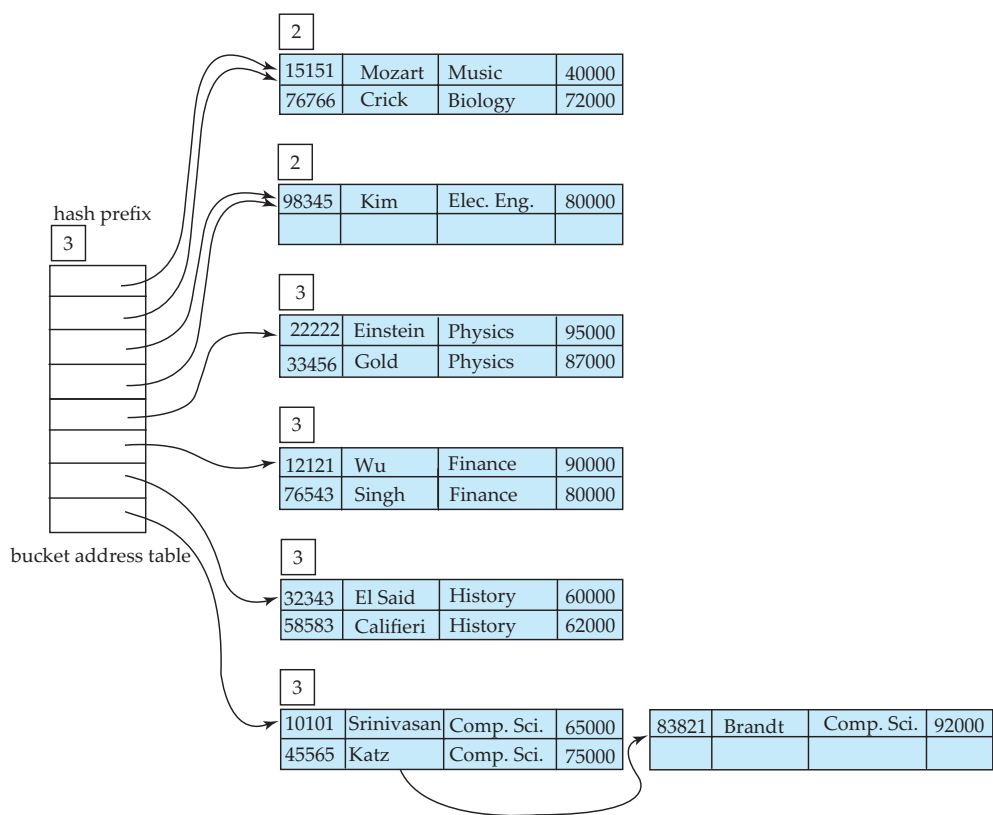 2
15151 Mozart Music 40000
76766 Crick Biology 72000
2
98345 Kim Elec. Eng. 80000
hash prefix
3
3
22222 Einstein Physics 95000
33456 Gold Physics 87000
3
12121 Wu Finance 90000
76543 Singh Finance 80000
bucket address table
3
32343 El Said History 60000
58583 Califieri History 62000
3
10101 Srinivasan Comp. Sci. 65000
45565 Katz Comp. Sci. 75000
83821 Brandt Comp. Sci. 92000